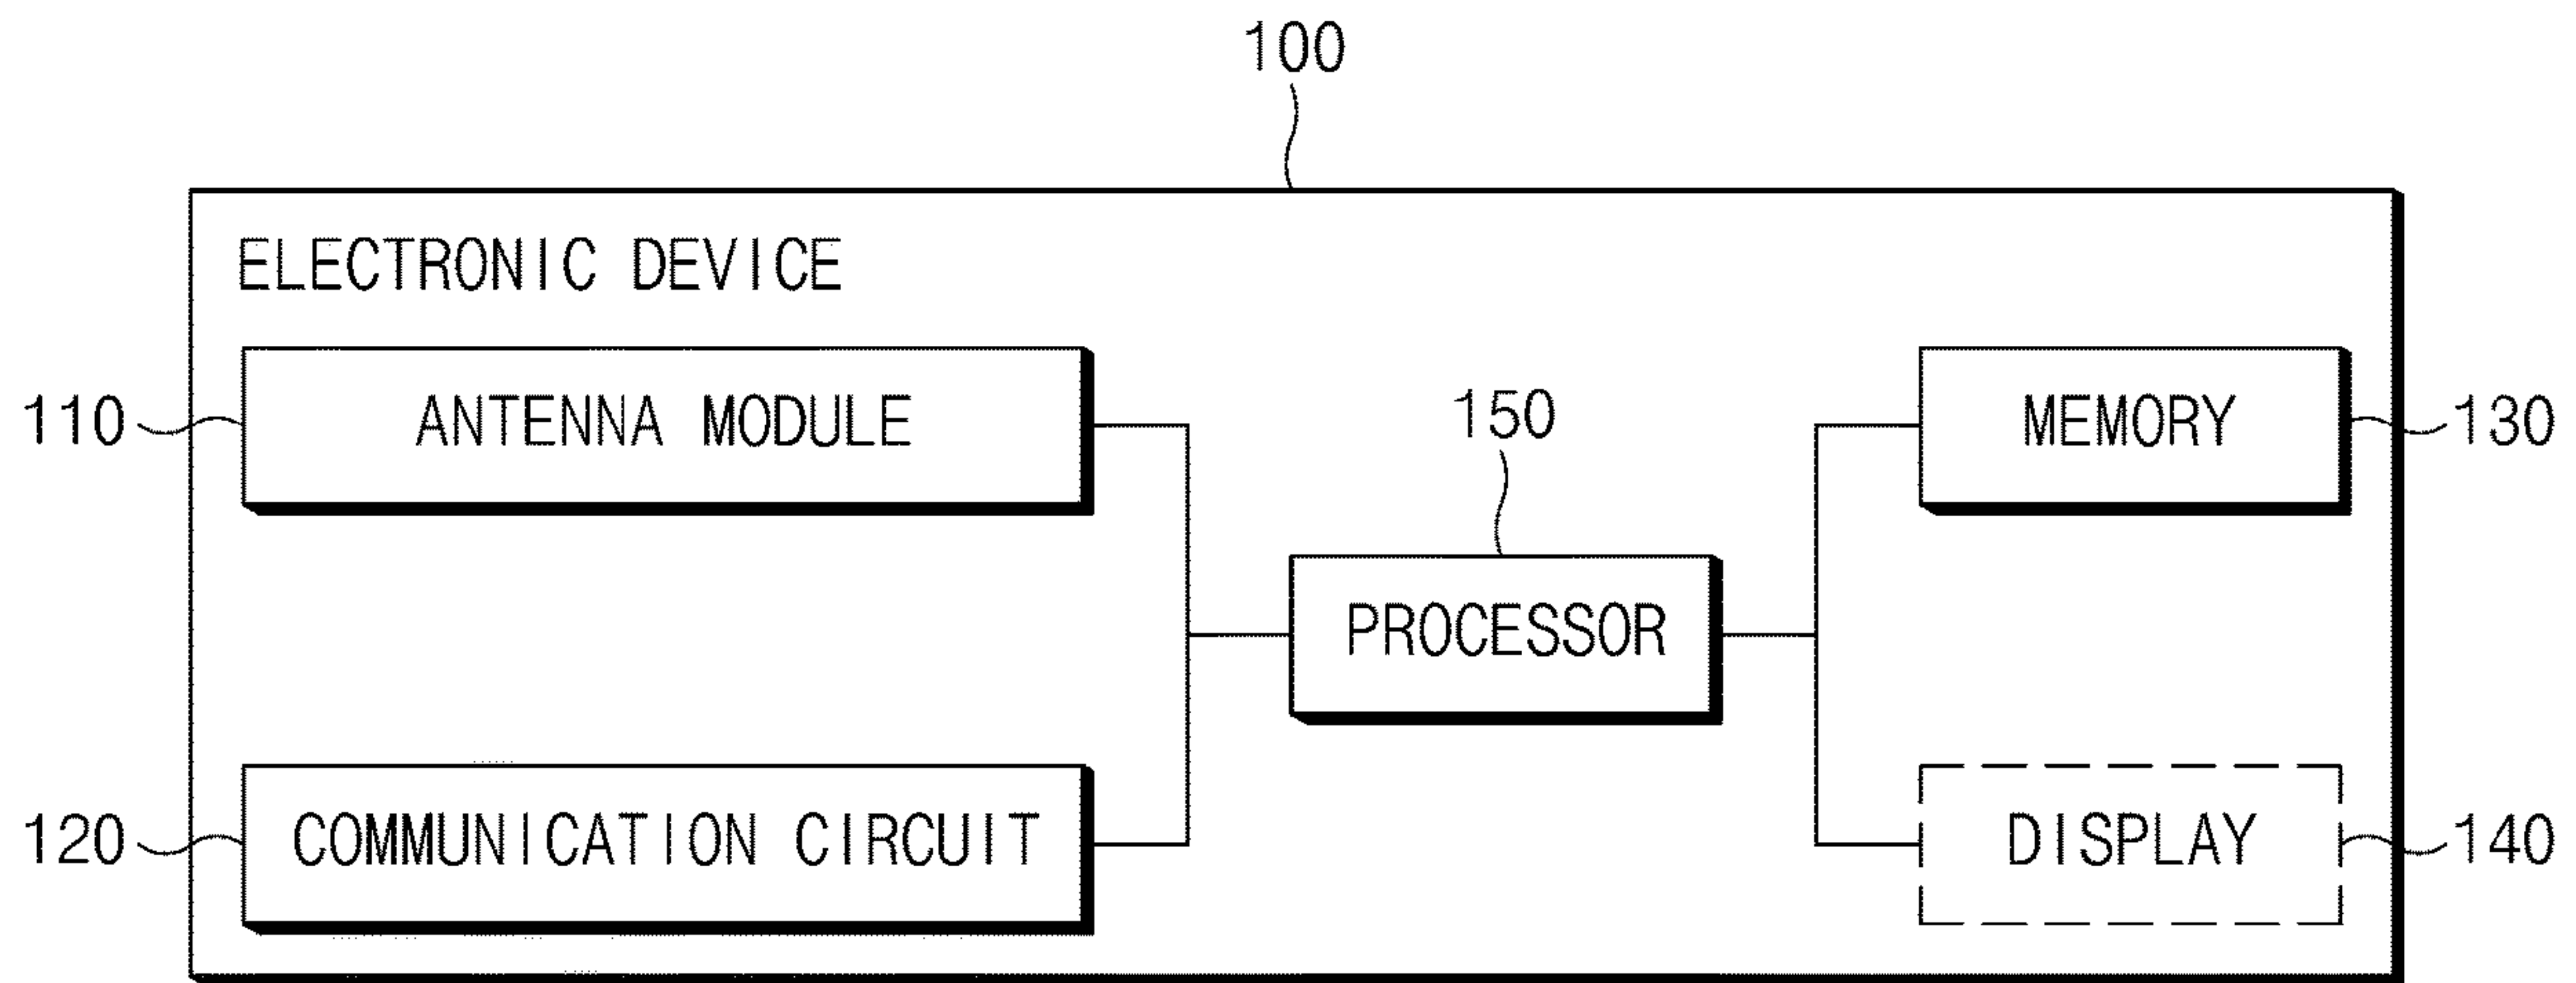 100
ELECTRONIC DEVICE
110
ANTENNA MODULE
150
MEMORY
130
PROCESSOR
120
COMMUNICATION CIRCUIT
DISPLAY
140